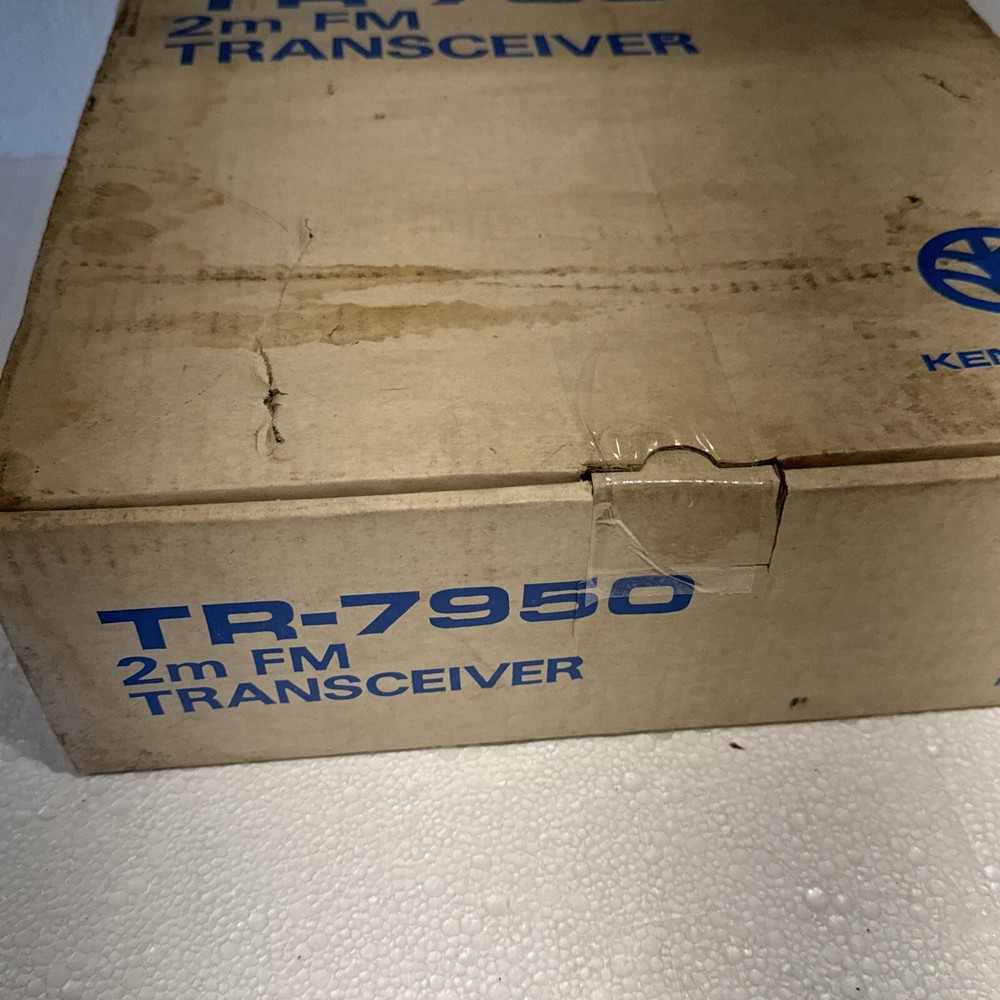 2m FM
TRANSCEIVER
TR-7950
2m FM
TRANSCEIVER